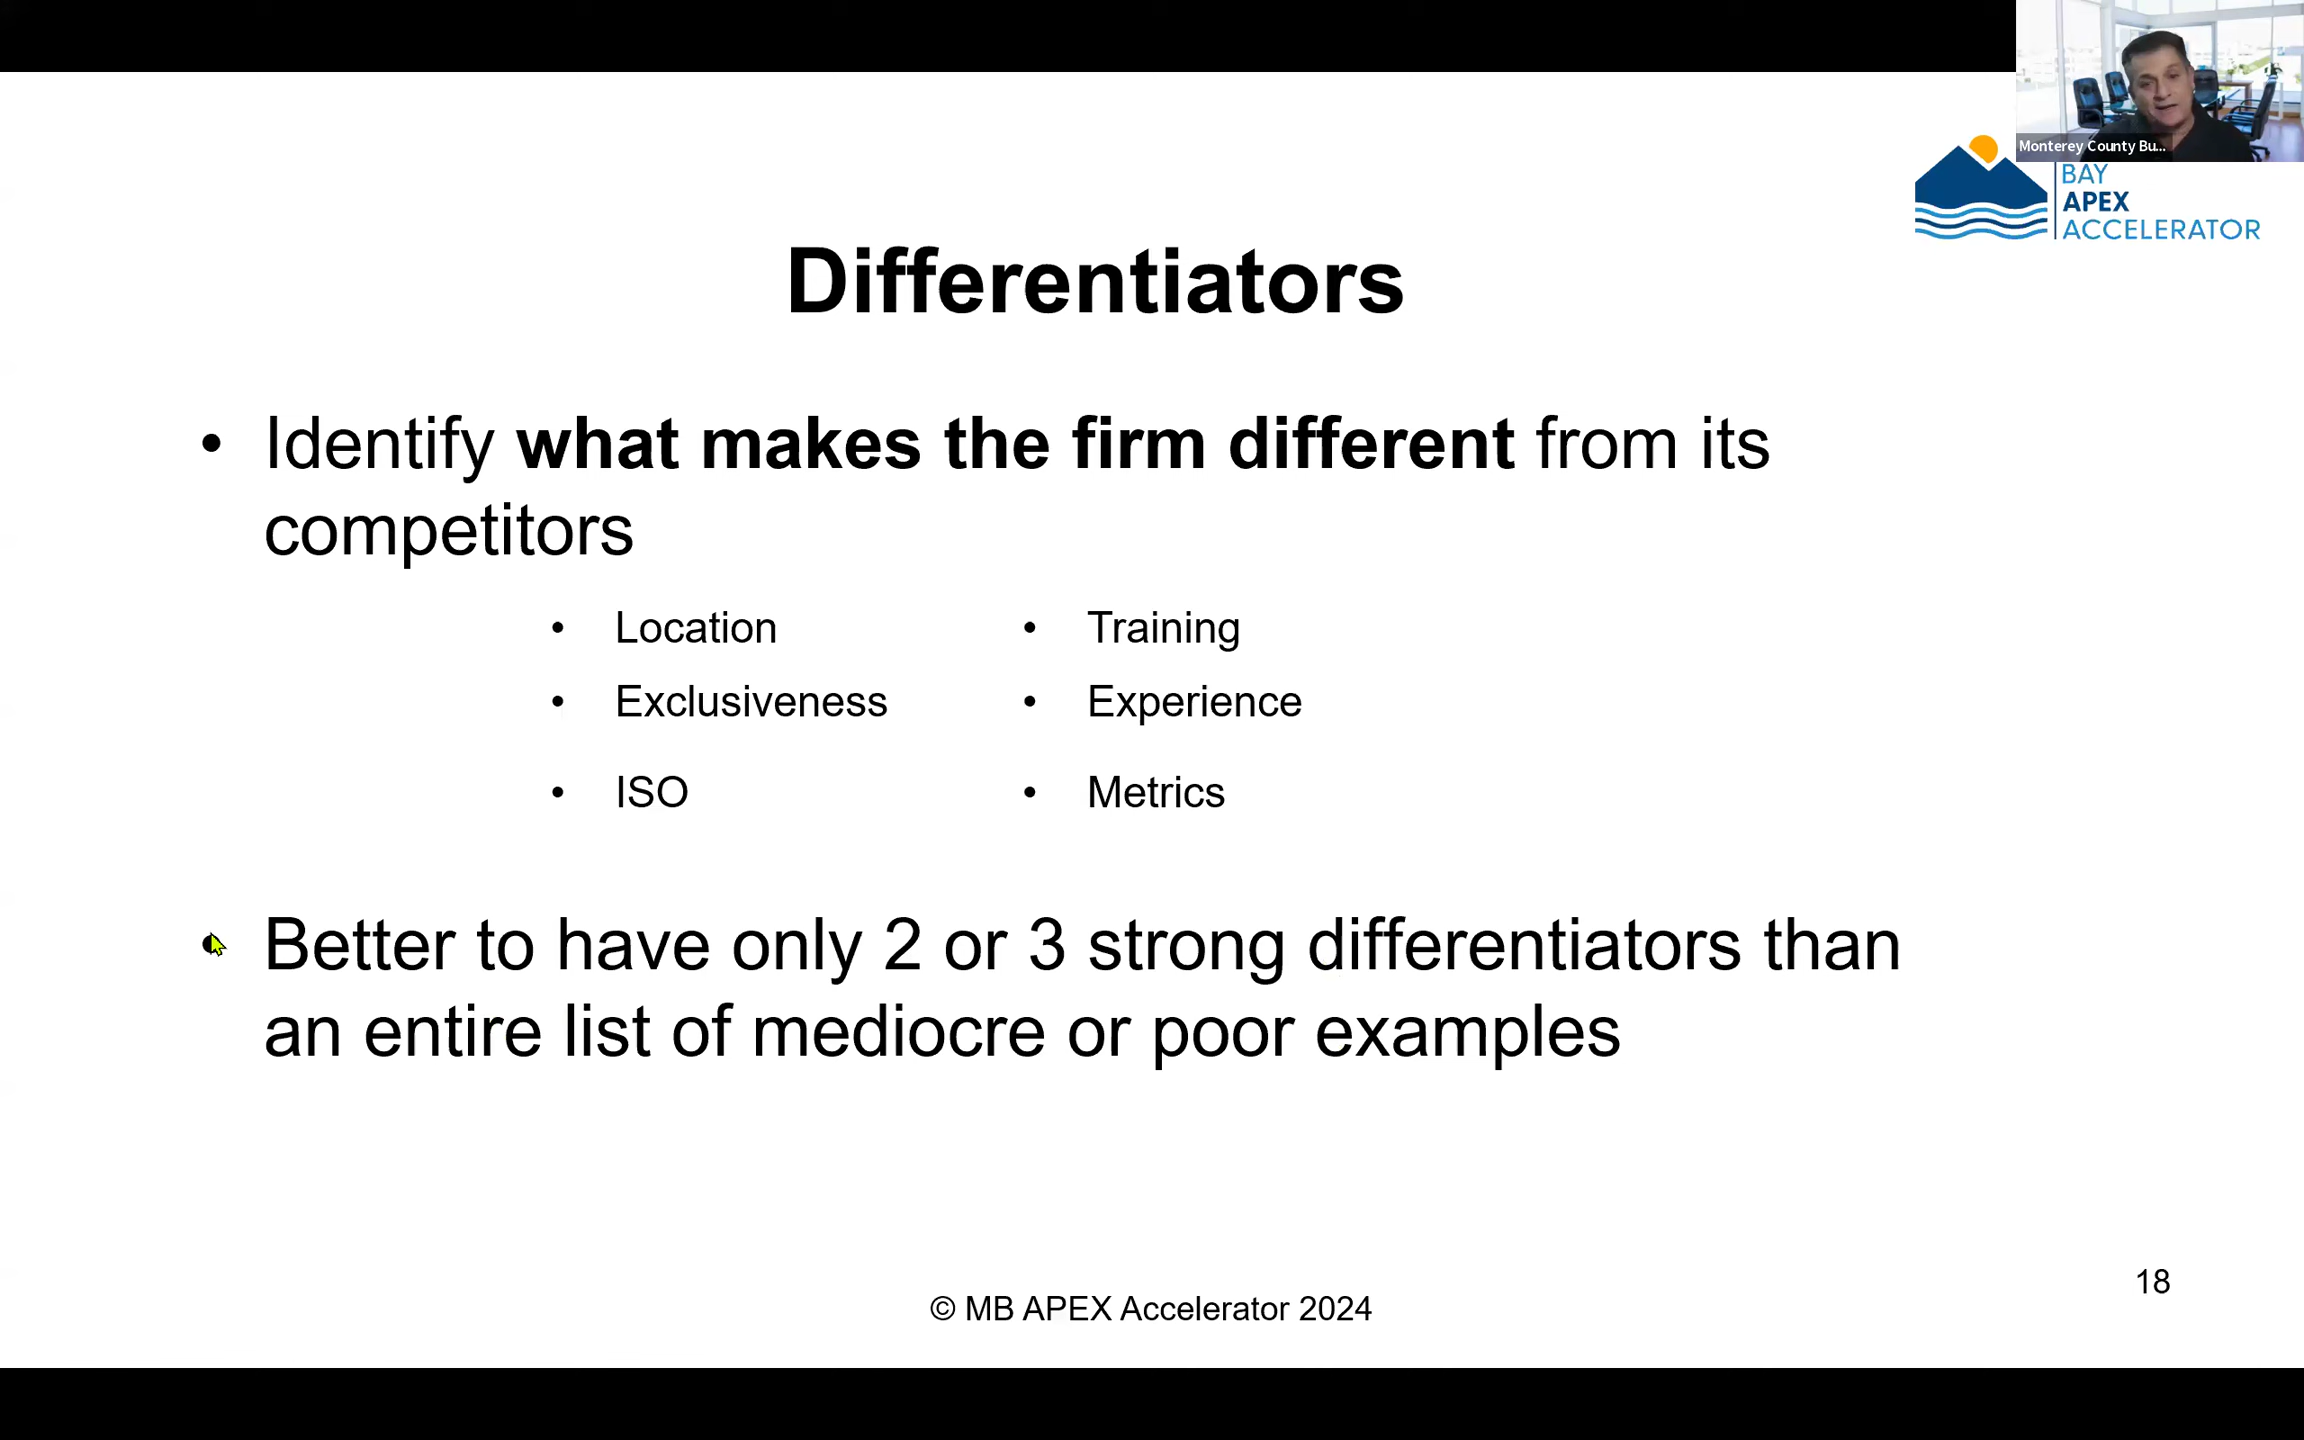 Monterey County Bu...
BAY
APEX
ACCELERATOR
Differentiators
• Identify what makes the firm different from its
competitors
• Location
• Training
• Exclusiveness
• Experience
• ISO
• Metrics
• Better to have only 2 or 3 strong differentiators than
an entire list of mediocre or poor examples
18
© MB APEX Accelerator 2024